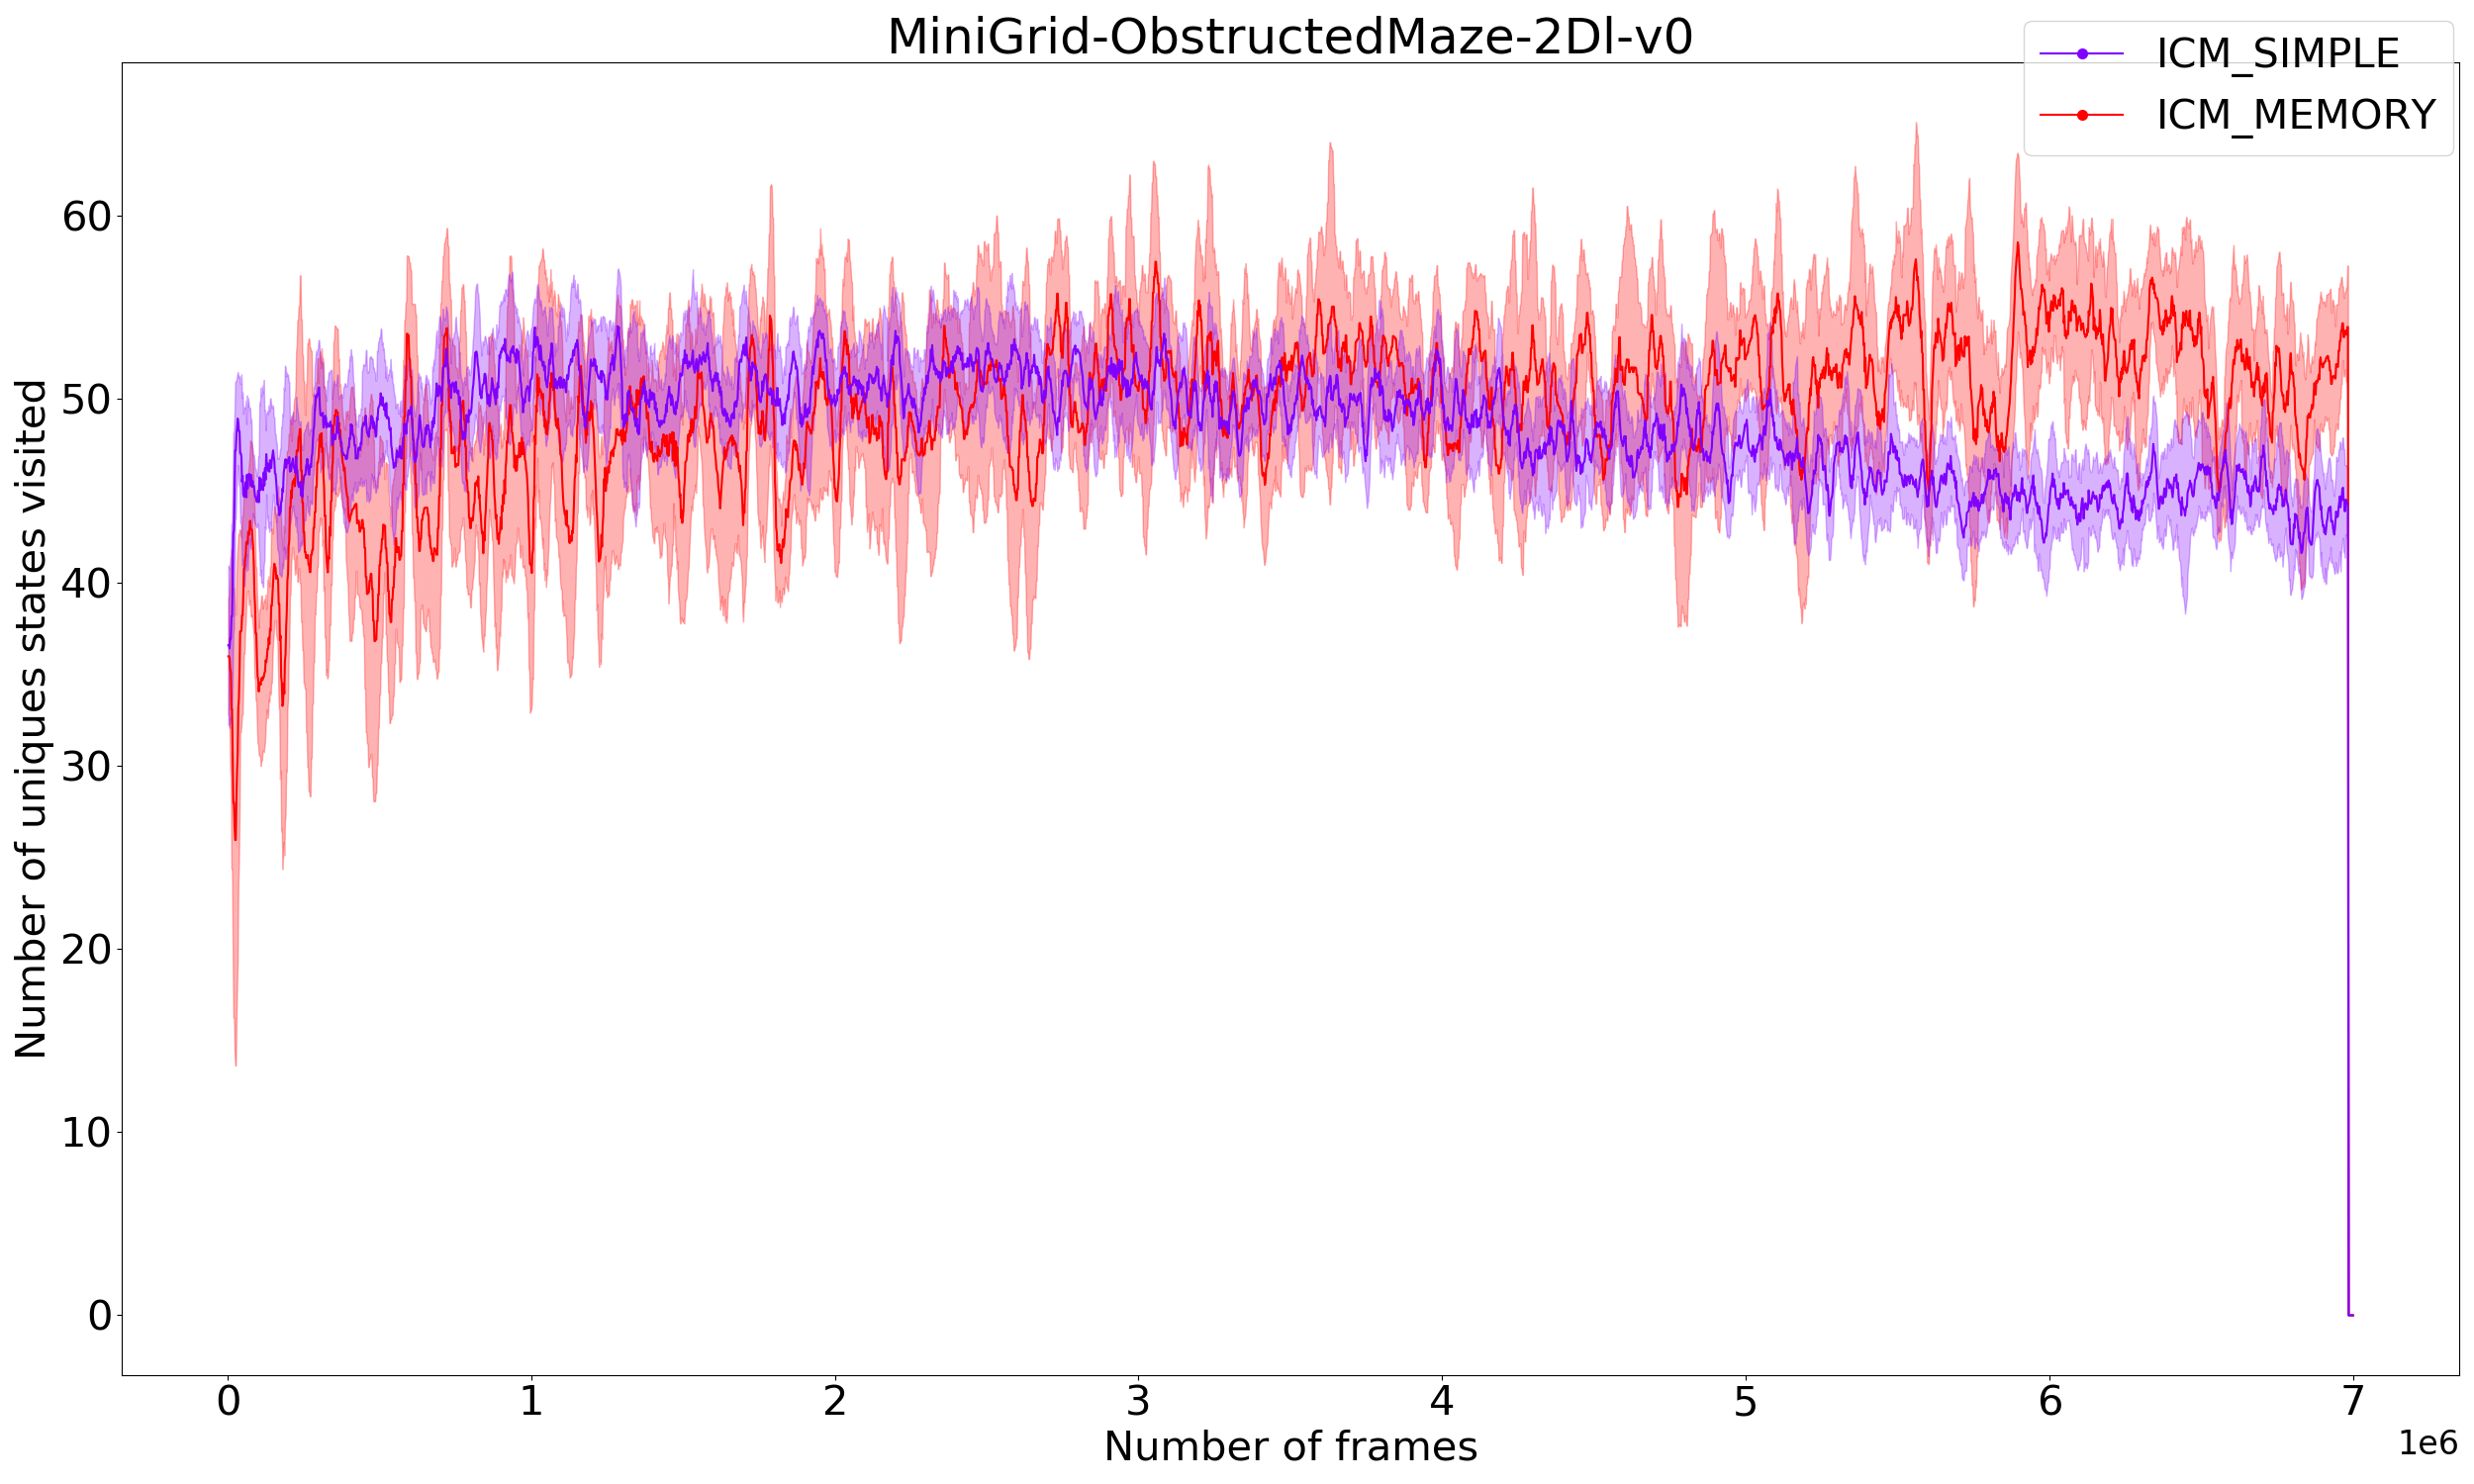 MiniGrid-ObstructedMaze-2Dl-v0
ICM_SIMPLE
ICM_MEMORY
Number of uniques states visited
60
50
40
30
20
10
0
0 1 2 3 4 5 6 7
1e6
Number of frames